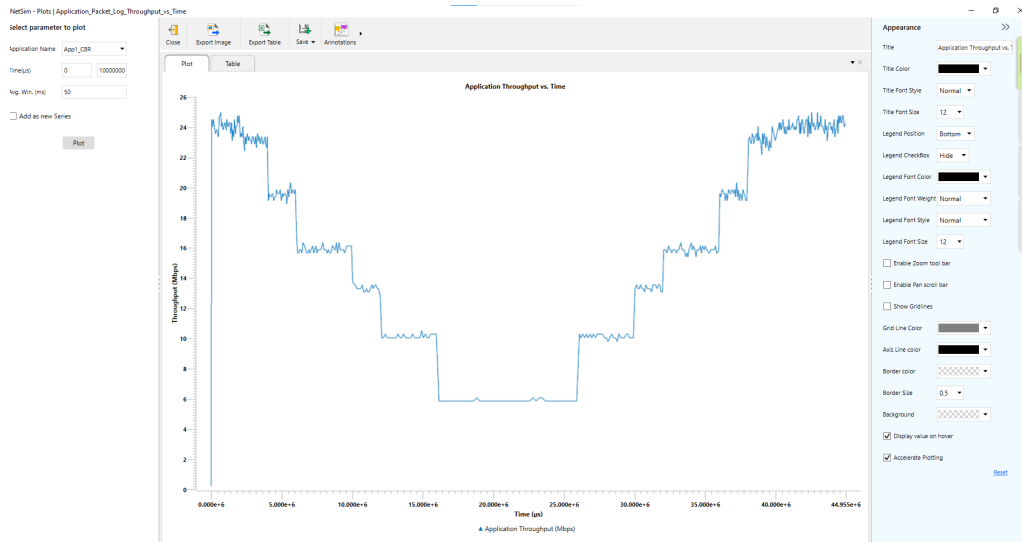 NetSim - Plots | Application_Packet_Log_Throughput_vs_Time
Select parameter to plot
Application Name App1_CBR
Time(µs) 0 10000000
Avg. Win. (ms) 50
Add as new Series
Plot
Close Export Image Export Table Save Annotations
Plot Table
Application Throughput vs. Time
Throughput (Mbps)
26
24
22
20
18
16
14
12
10
8
6
4
2
0
0.000e+6 5.000e+6 10.000e+6 15.000e+6 20.000e+6 25.000e+6 30.000e+6 35.000e+6 40.000e+6 44.955e+6
Time (µs)
Application Throughput (Mbps)
Appearance
Title Application Throughput vs. T
Title Color
Title Font Style Normal
Title Font Size 12
Legend Position Bottom
Legend CheckBox Hide
Legend Font Color
Legend Font Weight Normal
Legend Font Style Normal
Legend Font Size 12
Enable Zoom tool bar
Enable Pan scroll bar
Show Gridlines
Grid Line Color
Axis Line color
Border color
Border Size 0.5
Background
Display value on hover
Accelerate Plotting
Reset